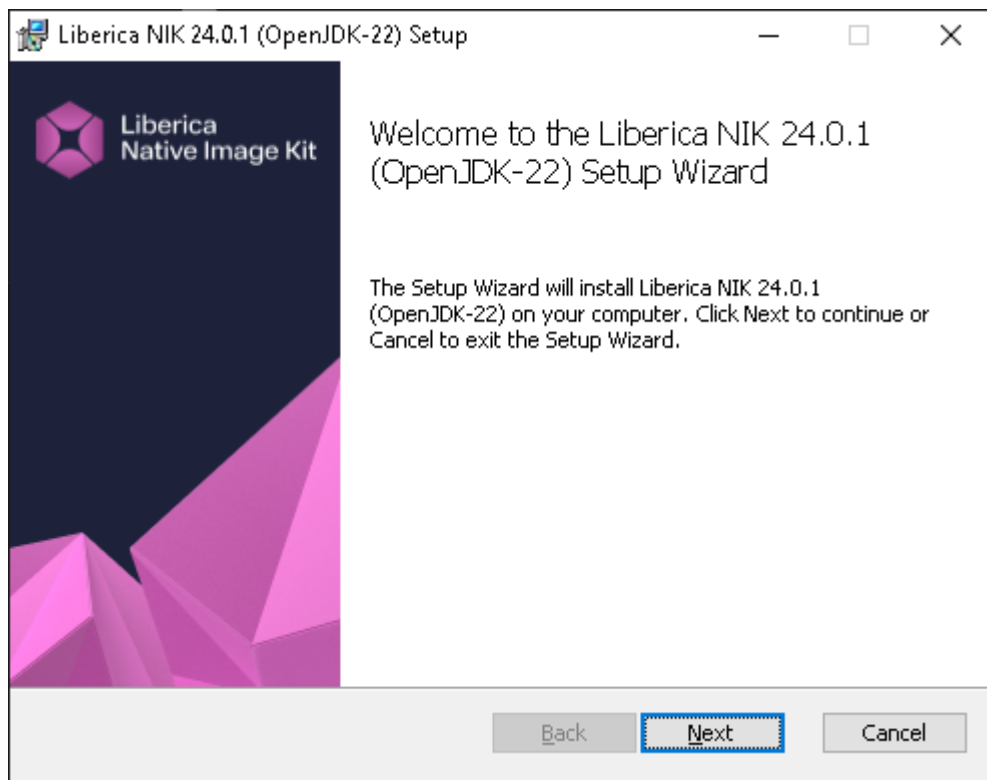 Liberica NIK 24.0.1 (OpenJDK-22) Setup
Liberica
Native Image Kit
Welcome to the Liberica NIK 24.0.1
(OpenJDK-22) Setup Wizard
The Setup Wizard will install Liberica NIK 24.0.1
(OpenJDK-22) on your computer. Click Next to continue or
Cancel to exit the Setup Wizard.
Back
Next
Cancel